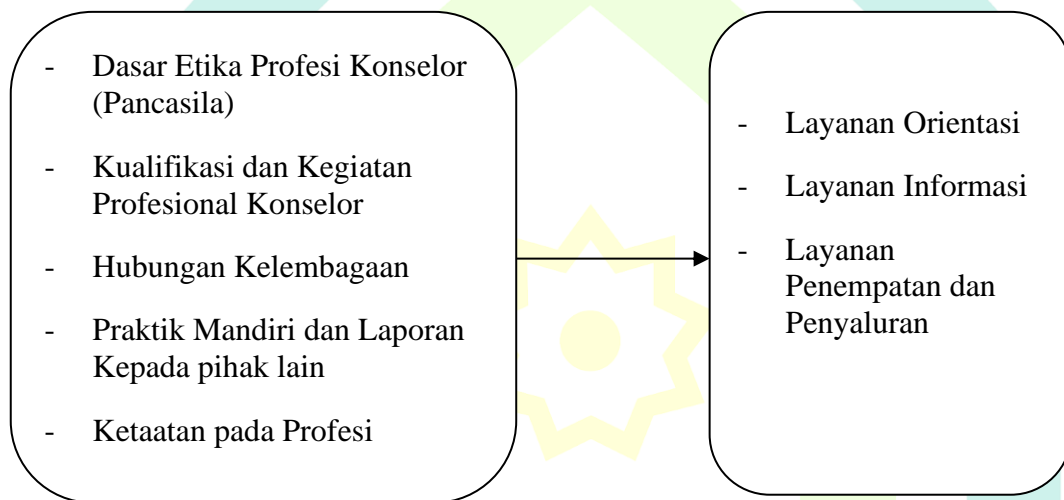 - Dasar Etika Profesi Konselor
(Pancasila)
- Kualifikasi dan Kegiatan
Profesional Konselor
- Hubungan Kelembagaan
- Praktik Mandiri dan Laporan
Kepada pihak lain
- Ketaatan pada Profesi
- Layanan Orientasi
- Layanan Informasi
- Layanan
Penempatan dan
Penyaluran